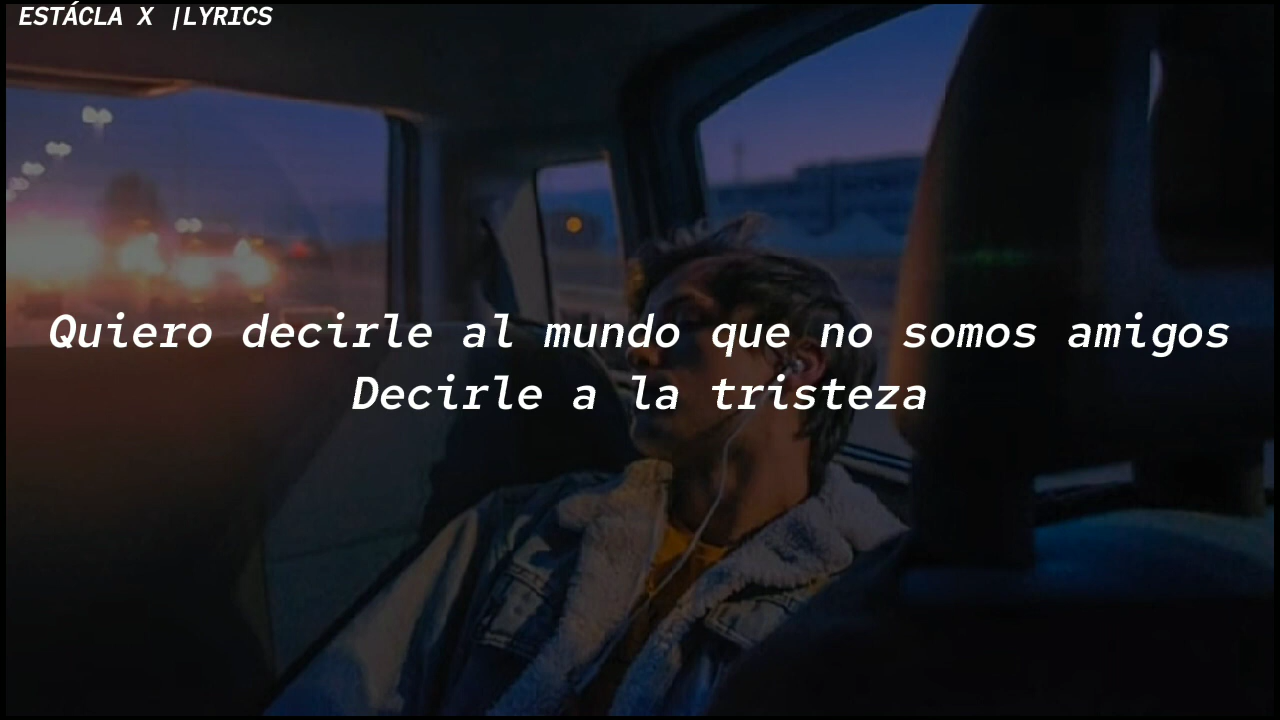 ESTÁCLA X |LYRICS
Quiero decirle al mundo que no somos amigos
Decirle a la tristeza